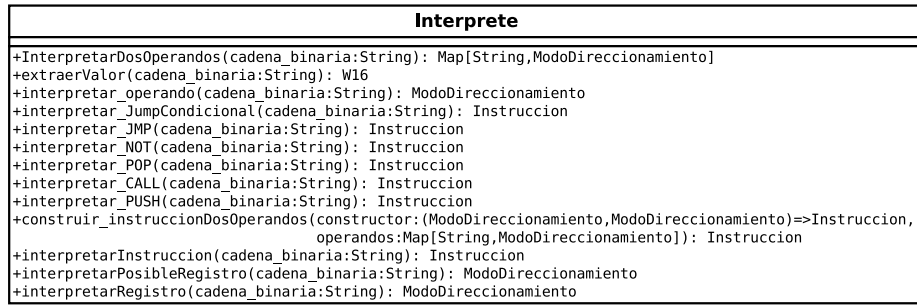 Interprete
+InterpretarDosOperandos(cadena_binaria:String): Map[String,ModoDireccionamiento]
+extraerValor(cadena_binaria:String): W16
+interpretar_operando(cadena_binaria:String): ModoDireccionamiento
+interpretar_JumpCondicional(cadena_binaria:String): Instruccion
+interpretar_JMP(cadena_binaria:String): Instruccion
+interpretar_NOT(cadena_binaria:String): Instruccion
+interpretar_POP(cadena_binaria:String): Instruccion
+interpretar_CALL(cadena_binaria:String): Instruccion
+interpretar_PUSH(cadena_binaria:String): Instruccion
+construir_instruccionDosOperandos(constructor:(ModoDireccionamiento,ModoDireccionamiento)=>Instruccion,
operandos:Map[String,ModoDireccionamiento]): Instruccion
+interpretarInstruccion(cadena_binaria:String): Instruccion
+interpretarPosibleRegistro(cadena_binaria:String): ModoDireccionamiento
+interpretarRegistro(cadena_binaria:String): ModoDireccionamiento